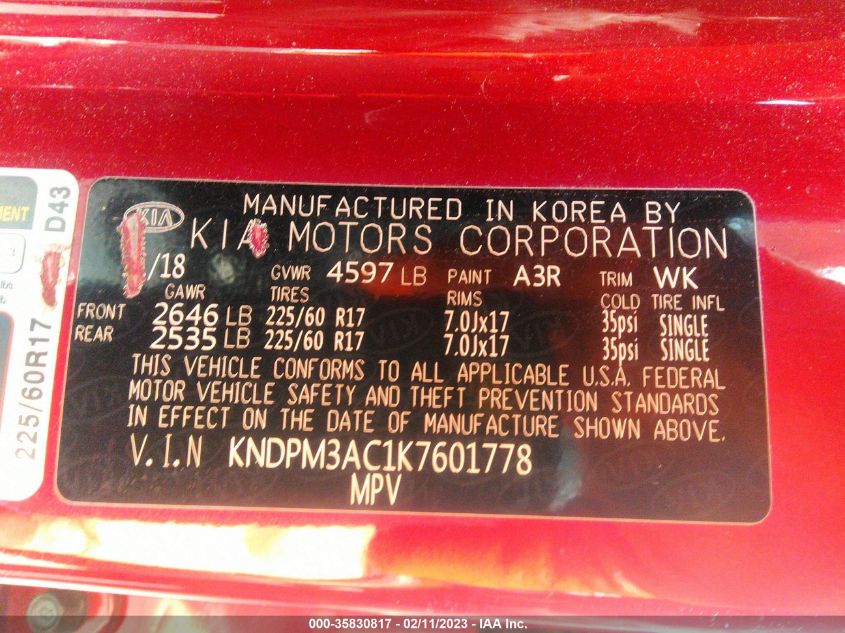 MANUFACTURED IN KOREA BY
KIA
KIA MOTORS CORPORATION
/18 GVWR 4597 LB PAINT A3R TRIM WK
GAWR TIRES RIMS COLD TIRE INFL
FRONT 2646 LB 225/60 R17 7.0Jx17 35psi SINGLE
REAR 2535 LB 225/60 R17 7.0Jx17 35psi SINGLE
THIS VEHICLE CONFORMS TO ALL APPLICABLE U.S.A. FEDERAL
MOTOR VEHICLE SAFETY AND THEFT PREVENTION STANDARDS
IN EFFECT ON THE DATE OF MANUFACTURE SHOWN ABOVE.
V.I.N KNDPM3AC1K7601778
MPV
D43
225/60R17
000-35830817 - 02/11/2023 - IAA Inc.